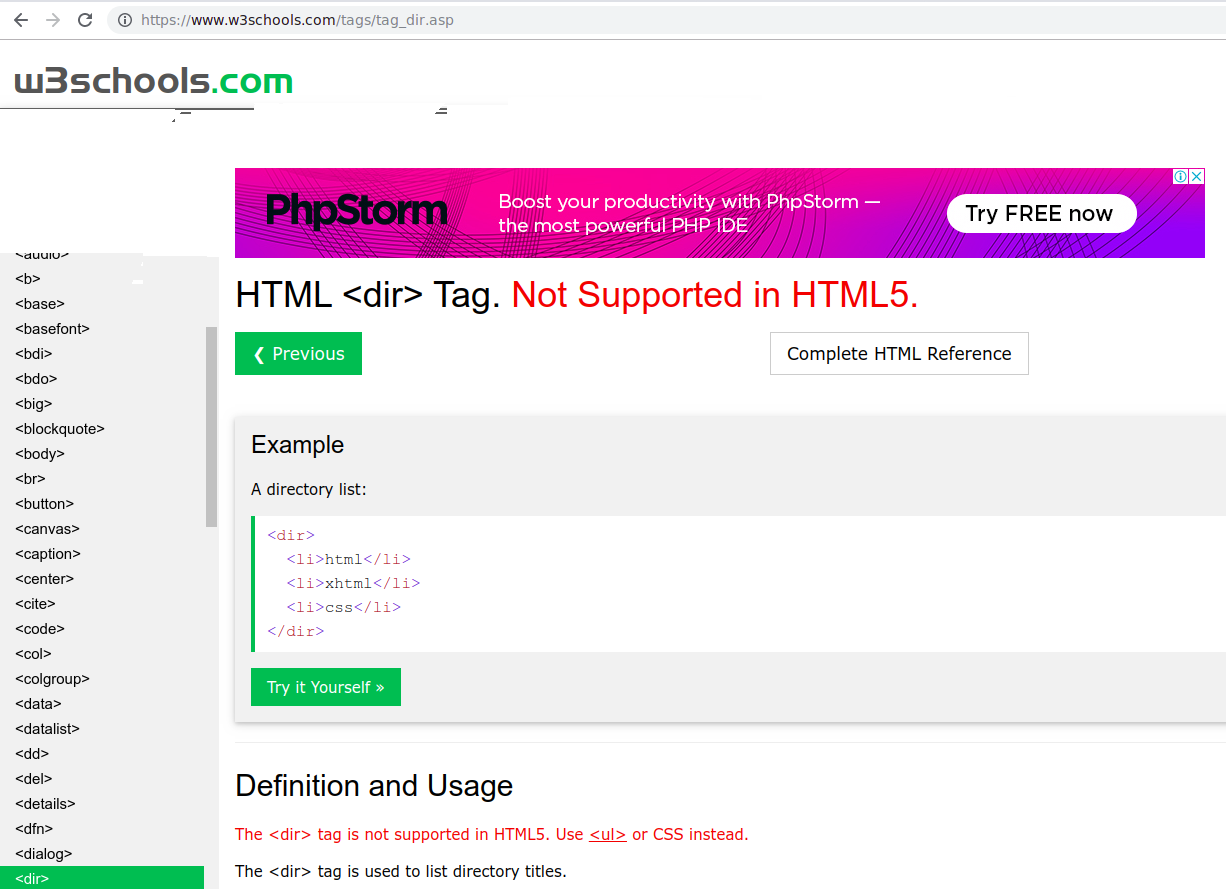 https://www.w3schools.com/tags/tag_dir.asp
w3schools.com
PhpStorm
Boost your productivity with PhpStorm —
the most powerful PHP IDE
Try FREE now
<audio>
<b>
<base>
<basefont>
<bdi>
<bdo>
<big>
<blockquote>
<body>
<br>
<button>
<canvas>
<caption>
<center>
<cite>
<code>
<col>
<colgroup>
<data>
<datalist>
<dd>
<del>
<details>
<dfn>
<dialog>
<dir>
HTML <dir> Tag. Not Supported in HTML5.
❮ Previous
Complete HTML Reference
Example
A directory list:
<dir>
  <li>html</li>
  <li>xhtml</li>
  <li>css</li>
</dir>
Try it Yourself »
Definition and Usage
The <dir> tag is not supported in HTML5. Use <ul> or CSS instead.
The <dir> tag is used to list directory titles.